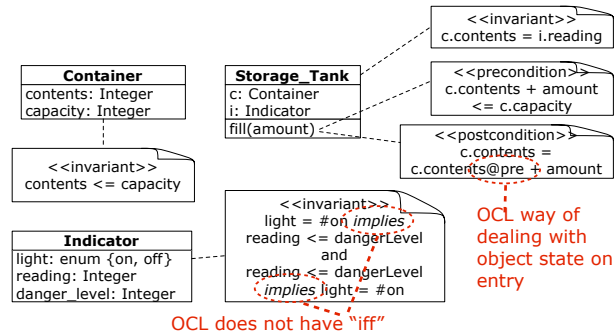 <<invariant>>
c.contents = i.reading
Container
contents: Integer
capacity: Integer
Storage_Tank
c: Container
i: Indicator
fill(amount)
<<precondition>>
c.contents + amount
<= c.capacity
<<postcondition>>
c.contents =
c.contents@pre + amount
<<invariant>>
contents <= capacity
<<invariant>>
light = #on implies
reading <= dangerLevel
and
reading <= dangerLevel
implies light = #on
OCL way of
dealing with
object state on
entry
Indicator
light: enum {on, off}
reading: Integer
danger_level: Integer
OCL does not have “iff”